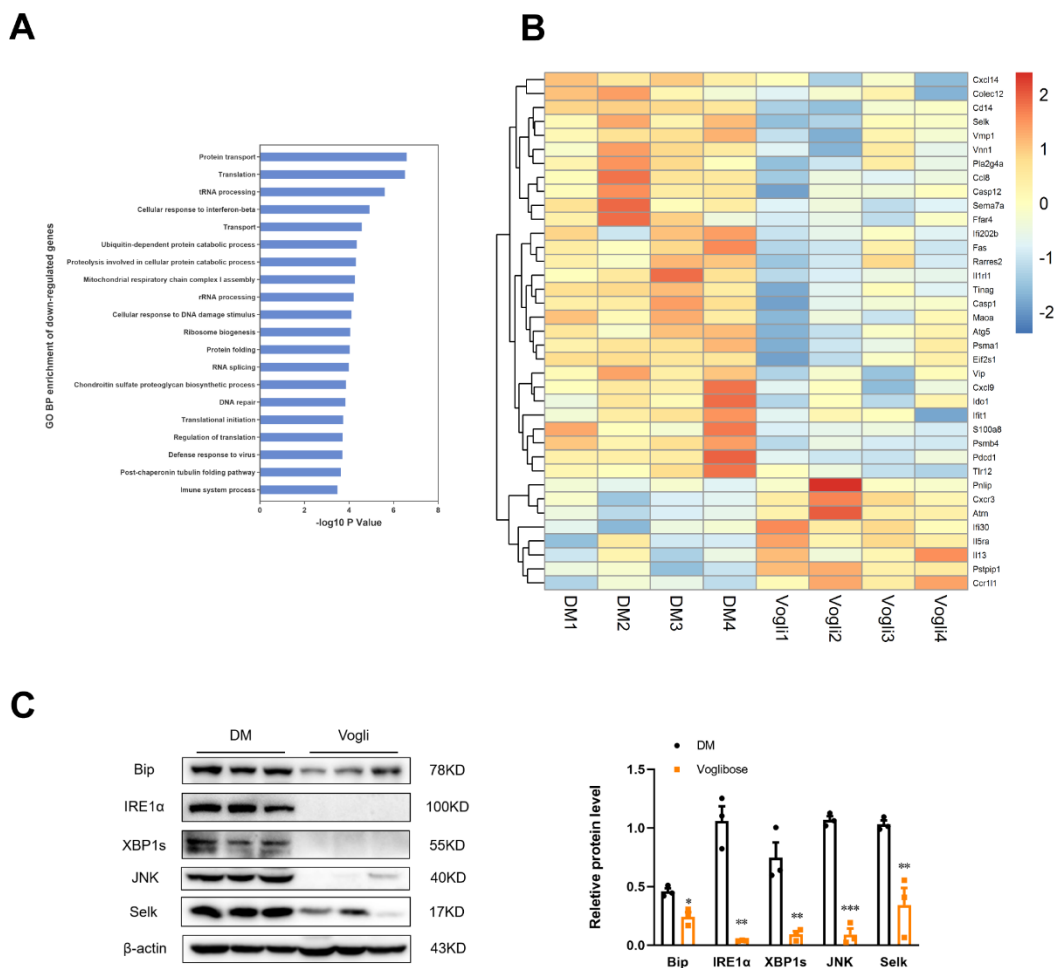 A
B
GO BP enrichment of down-regulated genes
Protein transport
Translation
tRNA processing
Cellular response to interferon-beta
Transport
Ubiquitin-dependent protein catabolic process
Proteolysis involved in cellular protein catabolic process
Mitochondrial respiratory chain complex I assembly
rRNA processing
Cellular response to DNA damage stimulus
Ribosome biogenesis
Protein folding
RNA splicing
Chondroitin sulfate proteoglycan biosynthetic process
DNA repair
Translational initiation
Regulation of translation
Defense response to virus
Post-chaperonin tubulin folding pathway
Imune system process
0 2 4 6 8
-log10 P Value
Cxcl14
Colec12
Cd14
Selk
Vmp1
Vnn1
Pla2g4a
Ccl8
Casp12
Sema7a
Ffar4
Ifi202b
Fas
Rarres2
Il1rl1
Tinag
Casp1
Maoa
Atg5
Psma1
Eif2s1
Vip
Cxcl9
Ido1
Ifit1
S100a8
Psmb4
Pdcd1
Tlr12
Pnlip
Cxcr3
Atrn
Ifi30
Il5ra
Il13
Pstpip1
Ccr1l1
2
1
0
-1
-2
DM1 DM2 DM3 DM4 Vogli1 Vogli2 Vogli3 Vogli4
C
DM Vogli
Bip 78KD
IRE1α 100KD
XBP1s 55KD
JNK 40KD
Selk 17KD
β-actin 43KD
DM
Voglibose
Reletive protein level
1.5
1.0
0.5
0.0
* ** ** *** **
Bip IRE1α XBP1s JNK Selk